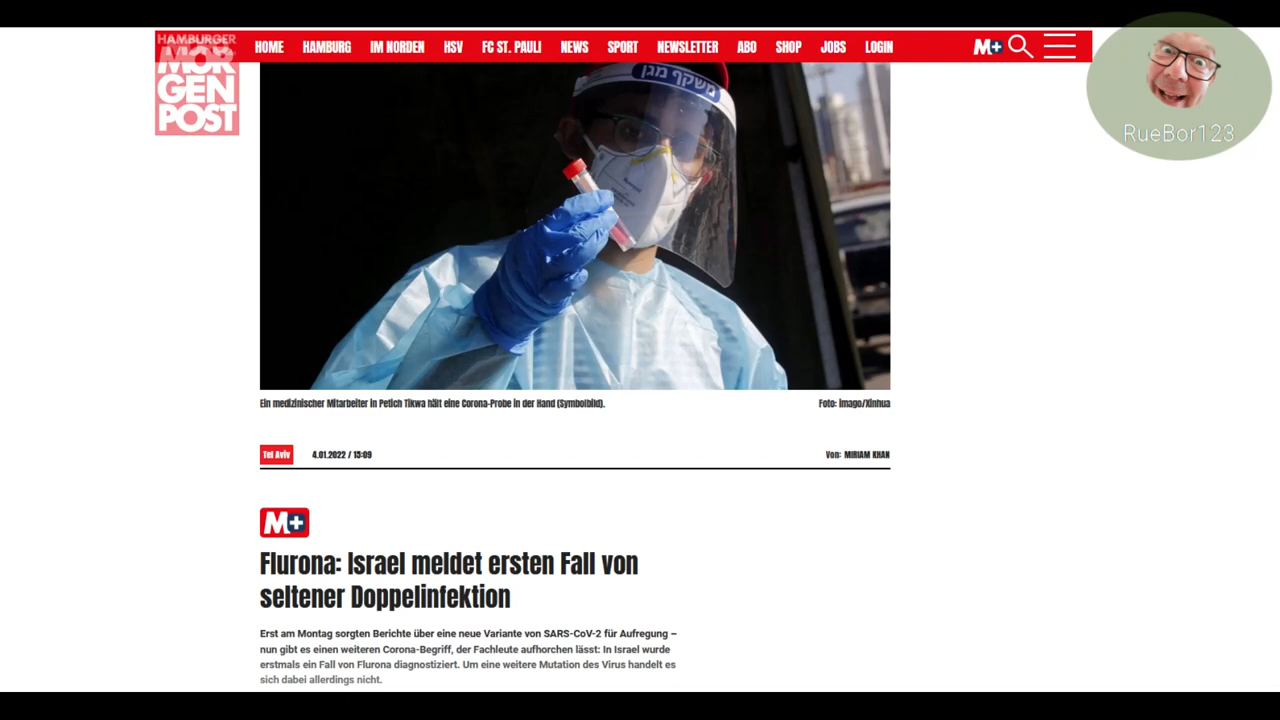 HAMBURGER
MOR
GEN
POST
HOME HAMBURG IM NORDEN HSV FC ST. PAULI NEWS SPORT NEWSLETTER ABO SHOP JOBS LOGIN M+
RueBor123
משקף מגן
Ein medizinischer Mitarbeiter in Petich Tikwa hält eine Corona-Probe in der Hand (Symbolbild). Foto: imago/Xinhua
Tel Aviv 4.01.2022 / 15:09 Von: MIRIAM KHAN
M+
Flurona: Israel meldet ersten Fall von
seltener Doppelinfektion
Erst am Montag sorgten Berichte über eine neue Variante von SARS-CoV-2 für Aufregung –
nun gibt es einen weiteren Corona-Begriff, der Fachleute aufhorchen lässt: In Israel wurde
erstmals ein Fall von Flurona diagnostiziert. Um eine weitere Mutation des Virus handelt es
sich dabei allerdings nicht.